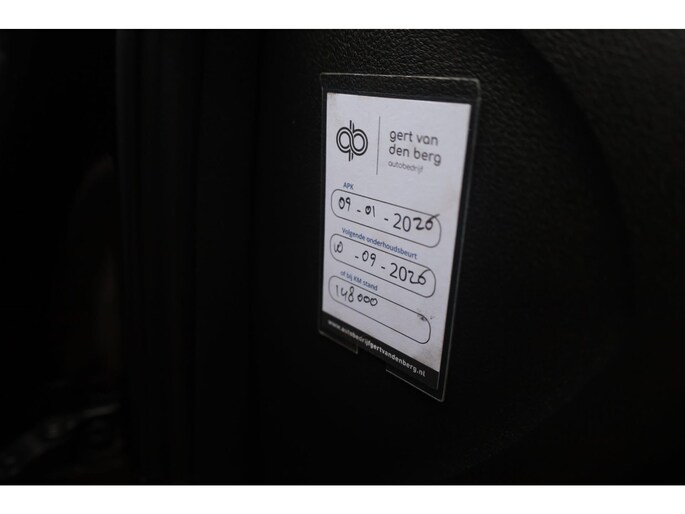 gert van
den berg
autobedrijf
APK
09-01-2026
Volgende onderhoudsbeurt
10-09-2026
of bij KM stand
148000
www.autobedrijfgertvandenberg.nl